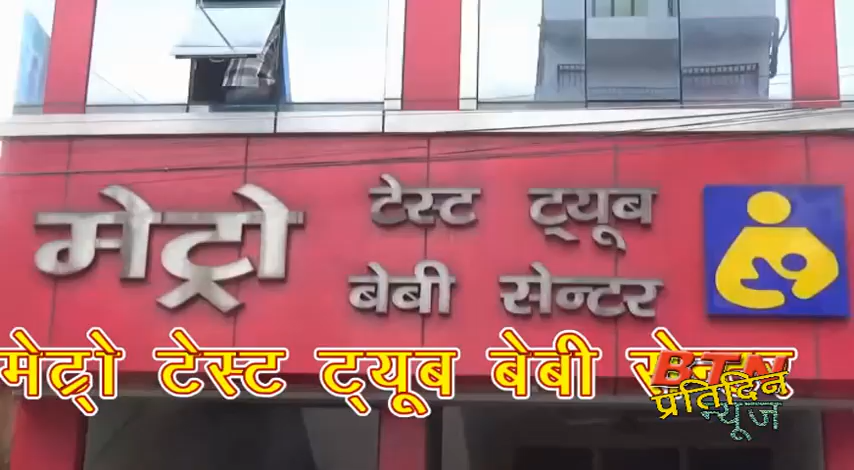 मेट्रो टेस्ट ट्यूब
बेबी सेन्टर
मेट्रो टेस्ट ट्यूब बेबी
BTN
प्रतिदिन
न्यूज